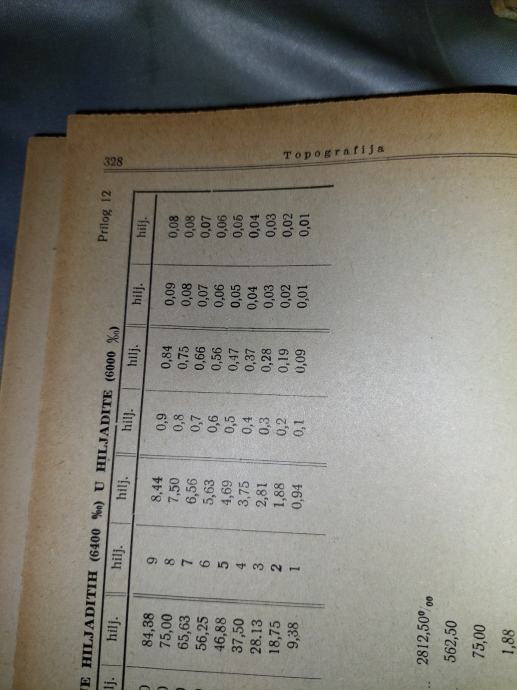 328 Topografija
Prilog 12
HILJADITIH (6400 ‰) U HILJADITE (6000 ‰)
hilj. hilj. hilj. hilj. hilj. hilj. hilj.
84,38 9 8,44 0,9 0,84 0,09 0,08
75,00 8 7,50 0,8 0,75 0,08 0,08
65,63 7 6,56 0,7 0,66 0,07 0,07
56,25 6 5,63 0,6 0,56 0,06 0,06
46,88 5 4,69 0,5 0,47 0,05 0,05
37,50 4 3,75 0,4 0,37 0,04 0,04
28,13 3 2,81 0,3 0,28 0,03 0,03
18,75 2 1,88 0,2 0,19 0,02 0,02
9,38 1 0,94 0,1 0,09 0,01 0,01
2812,50⁰/₀₀
562,50
75,00
1,88